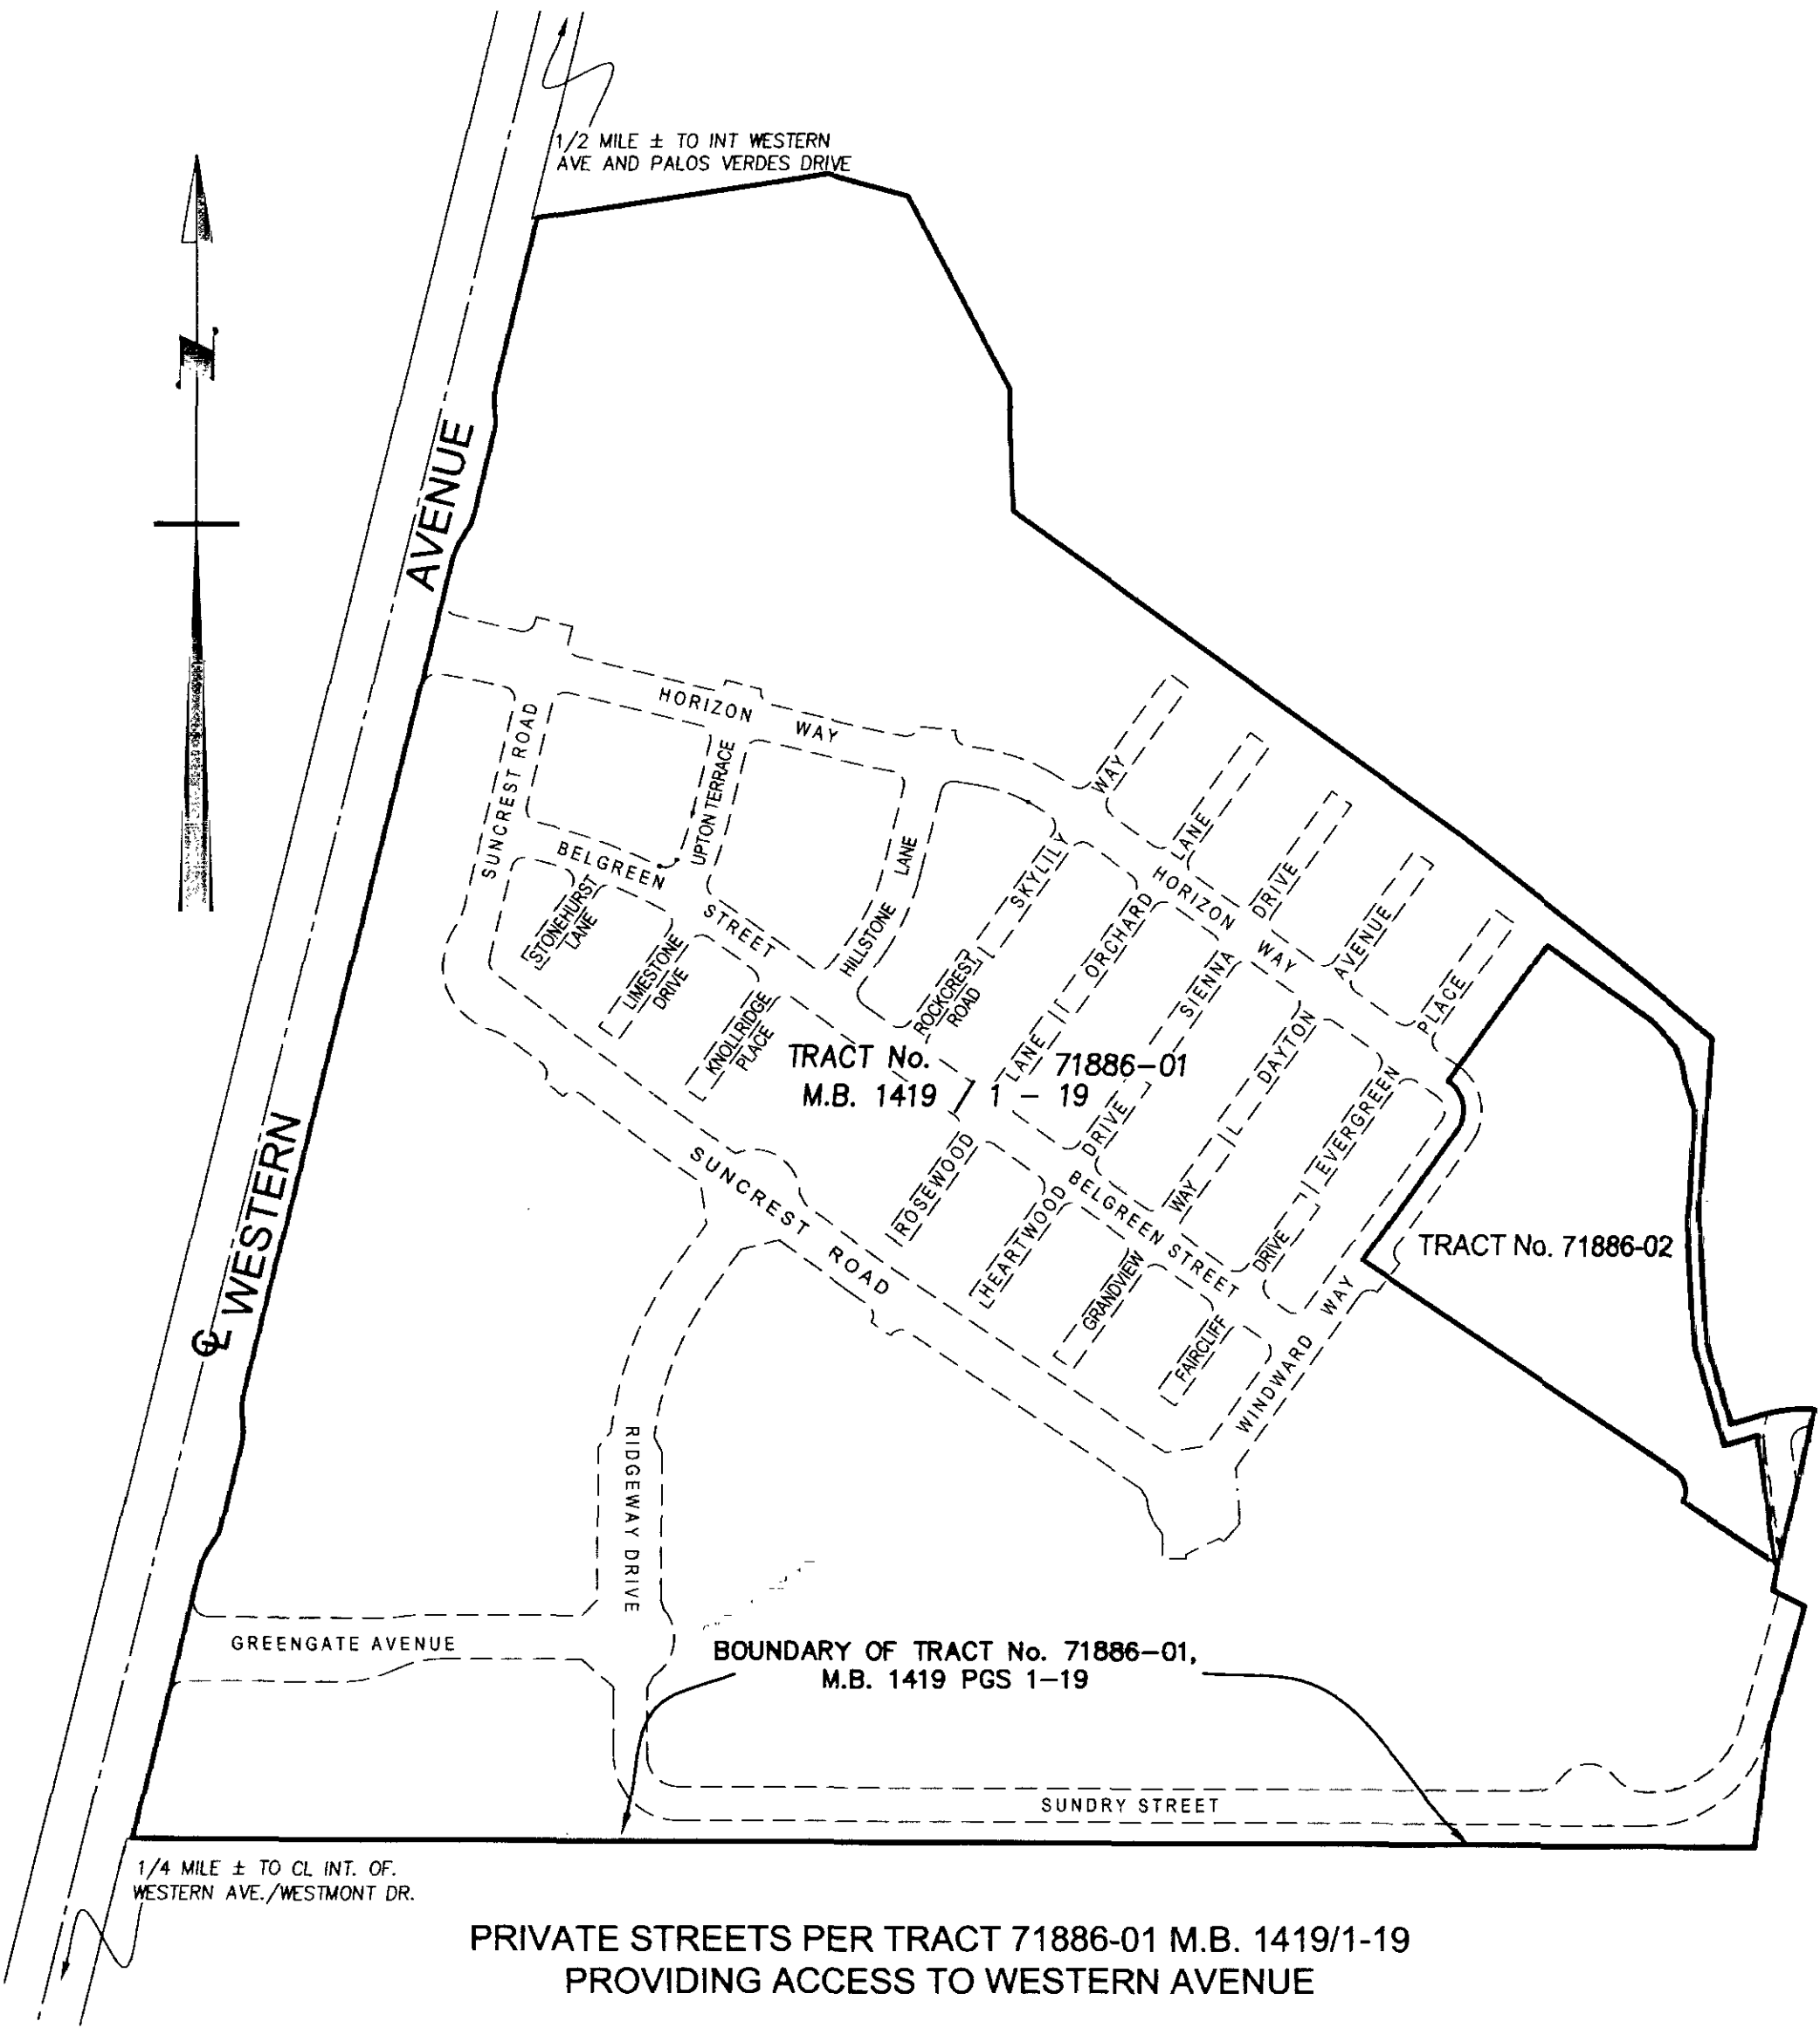 1/2 MILE ± TO INT WESTERN
AVE AND PALOS VERDES DRIVE
N
AVENUE
WESTERN
CL
HORIZON WAY
SUNCREST ROAD
UPTON TERRACE
BELGREEN STREET
STONEHURST
LANE
LIMESTONE
DRIVE
KNOLLRIDGE
PLACE
HILLSTONE LANE
ROCKCREST
ROAD
SKYLILY WAY
ORCHARD LANE
HORIZON WAY
SIENNA DRIVE
DAYTON AVENUE
EVERGREEN PLACE
TRACT No. 71886-01
M.B. 1419 / 1 - 19
ROSEWOOD LANE
HEARTWOOD DRIVE
GRANDVIEW WAY
FAIRCLIFF DRIVE
BELGREEN STREET
SUNCREST ROAD
WINDWARD WAY
TRACT No. 71886-02
RIDGEWAY DRIVE
GREENGATE AVENUE
BOUNDARY OF TRACT No. 71886-01,
M.B. 1419 PGS 1-19
SUNDRY STREET
1/4 MILE ± TO CL INT. OF.
WESTERN AVE./WESTMONT DR.
PRIVATE STREETS PER TRACT 71886-01 M.B. 1419/1-19
PROVIDING ACCESS TO WESTERN AVENUE